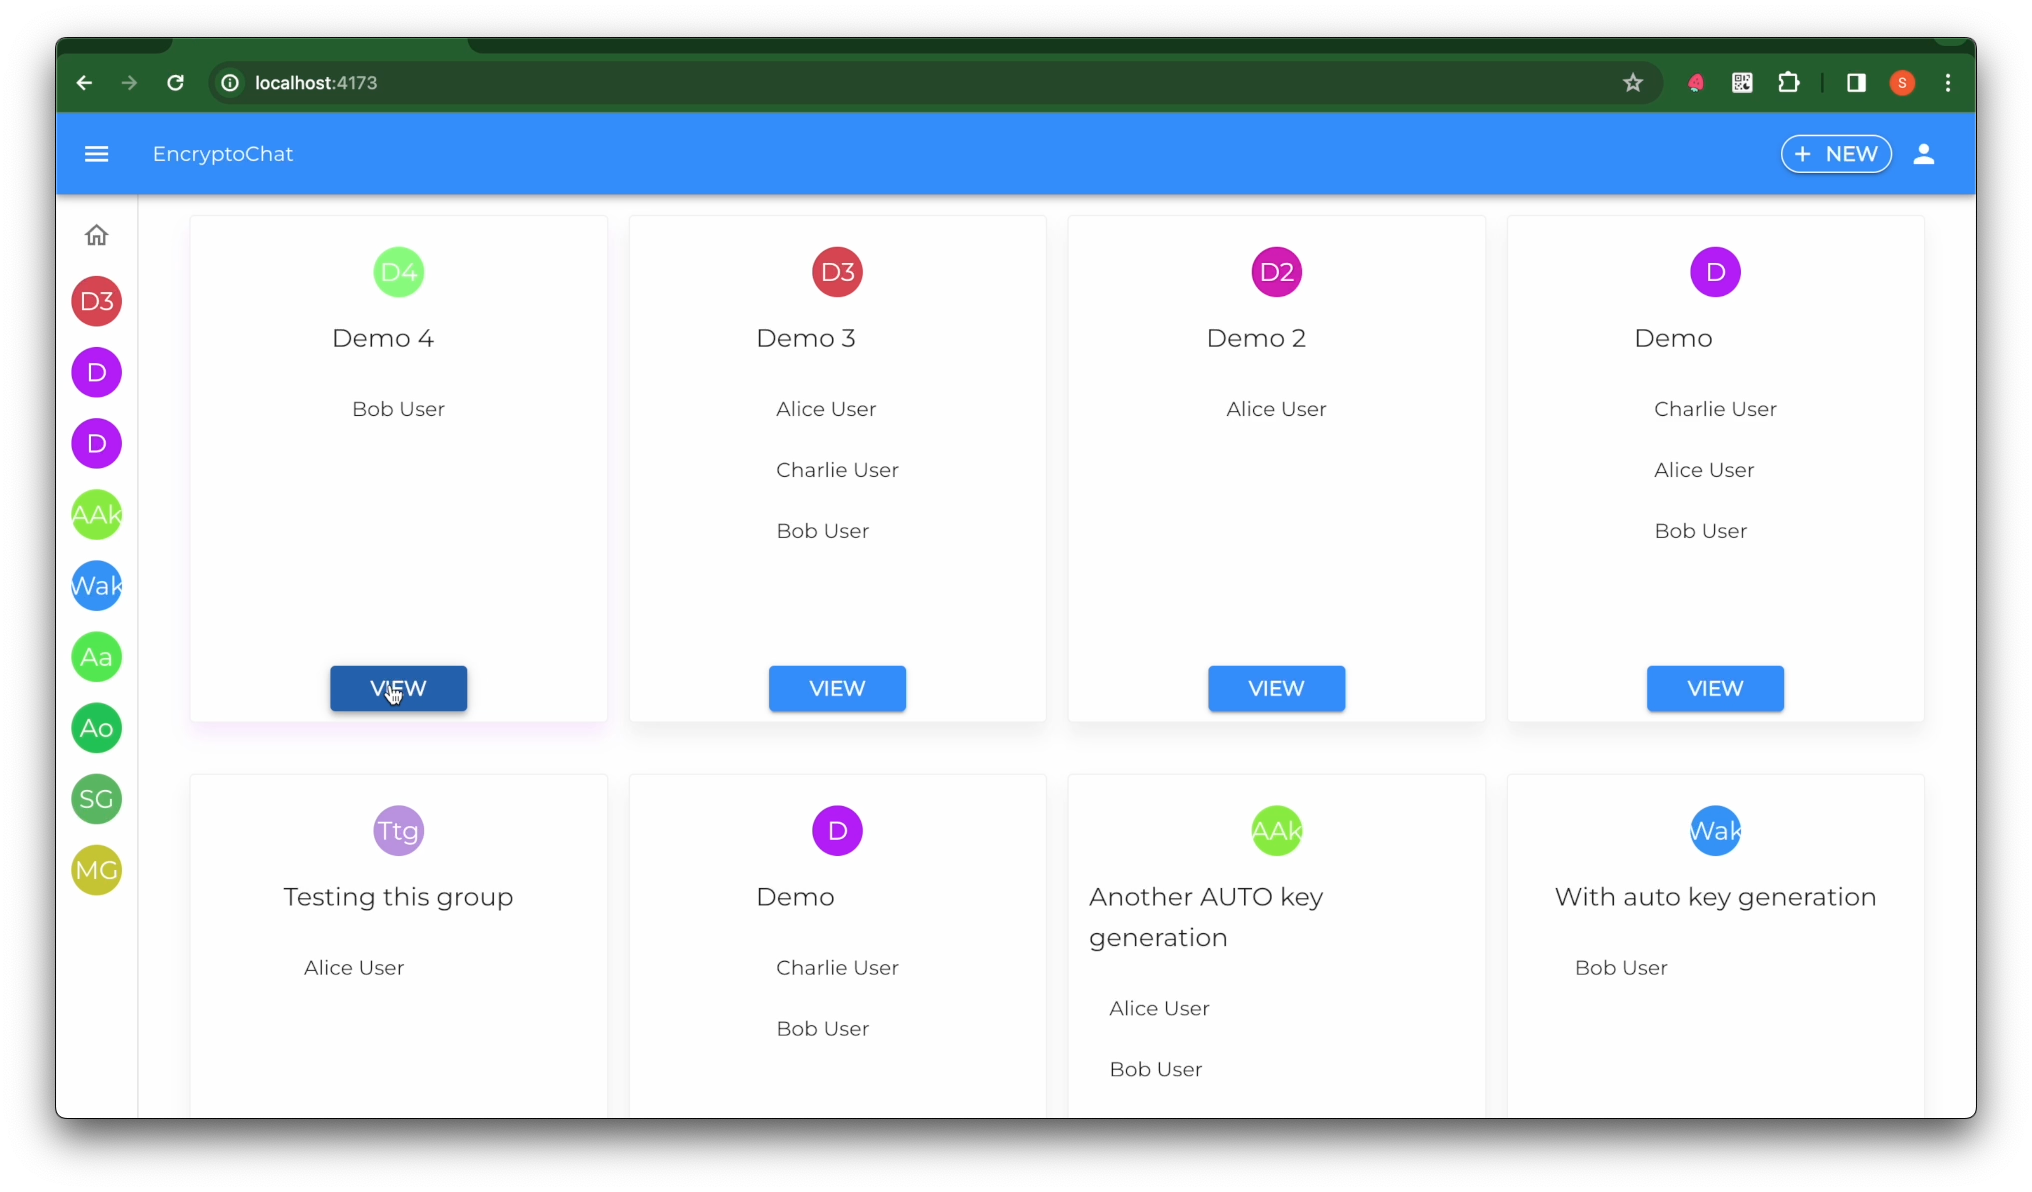 localhost:4173
S
EncryptoChat
+ NEW
D3
D
D
AAk
Wak
Aa
Ao
SG
MG
D4
Demo 4
Bob User
VIEW
D3
Demo 3
Alice User
Charlie User
Bob User
VIEW
D2
Demo 2
Alice User
VIEW
D
Demo
Charlie User
Alice User
Bob User
VIEW
Ttg
Testing this group
Alice User
D
Demo
Charlie User
Bob User
AAk
Another AUTO key
generation
Alice User
Bob User
Wak
With auto key generation
Bob User